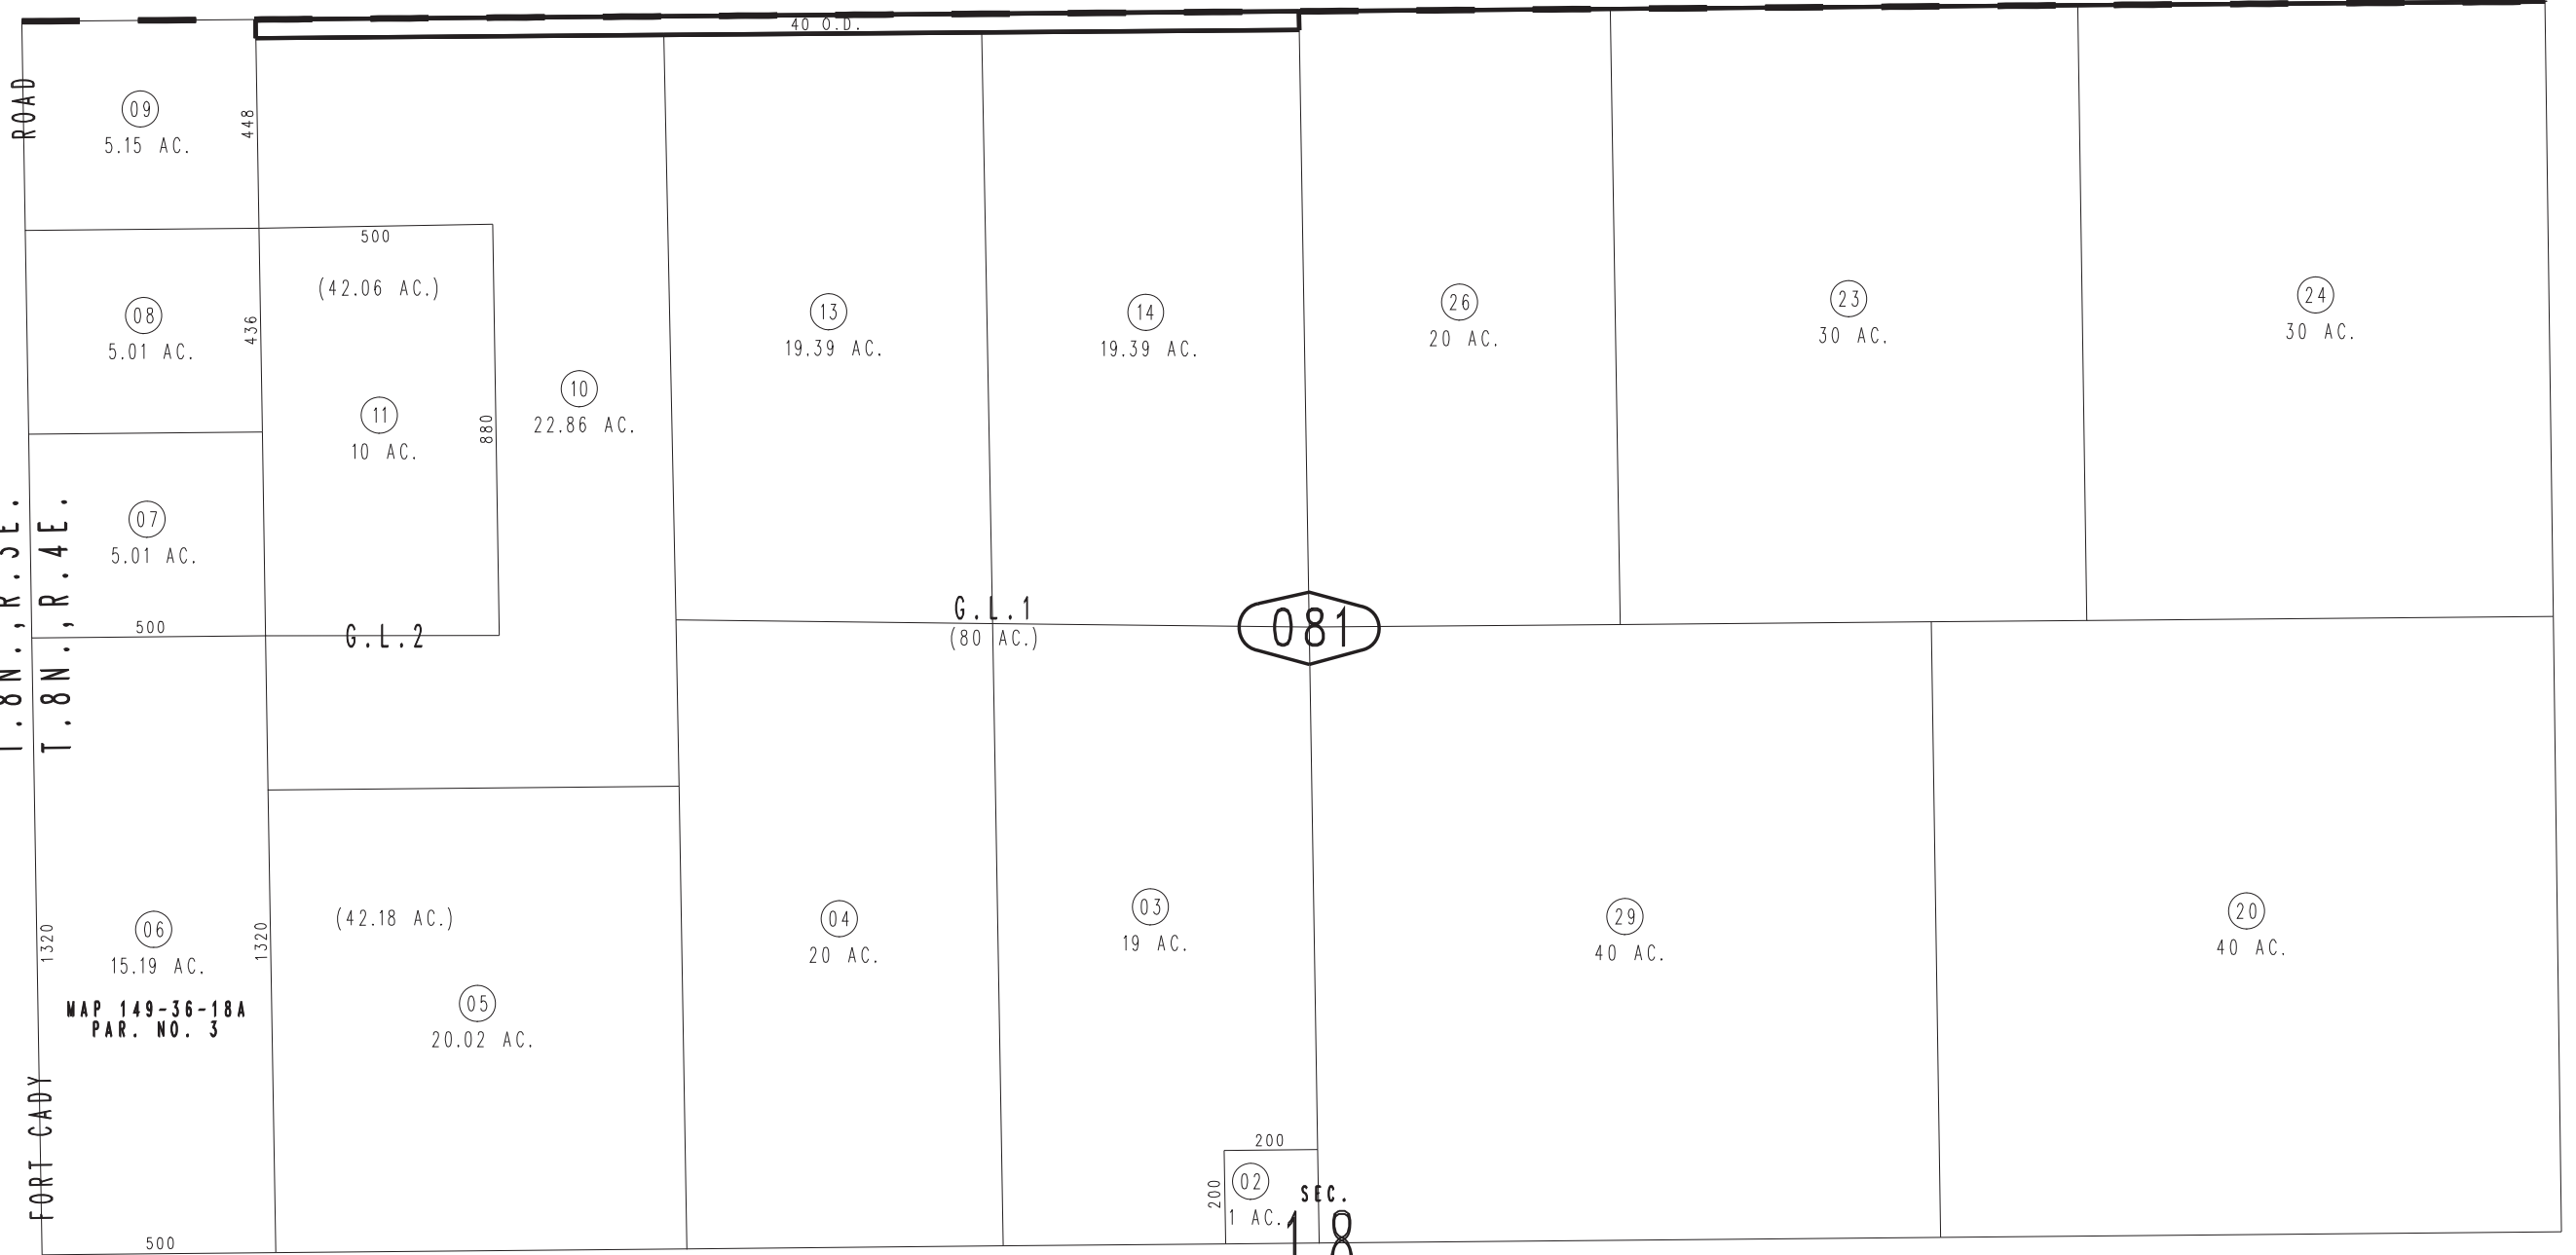 40 O.D.
ROAD
09
5.15 AC.
448
500
(42.06 AC.)
08
5.01 AC.
436
11
10 AC.
880
10
22.86 AC.
13
19.39 AC.
14
19.39 AC.
26
20 AC.
23
30 AC.
24
30 AC.
07
5.01 AC.
T.8N.,R.4E.
500
G.L.2
G.L.1
(80 AC.)
081
06
15.19 AC.
1320
1320
MAP 149-36-18A
PAR. NO. 3
(42.18 AC.)
05
20.02 AC.
04
20 AC.
03
19 AC.
29
40 AC.
20
40 AC.
FORT CADY
500
200
200
02
1 AC.
SEC.
18